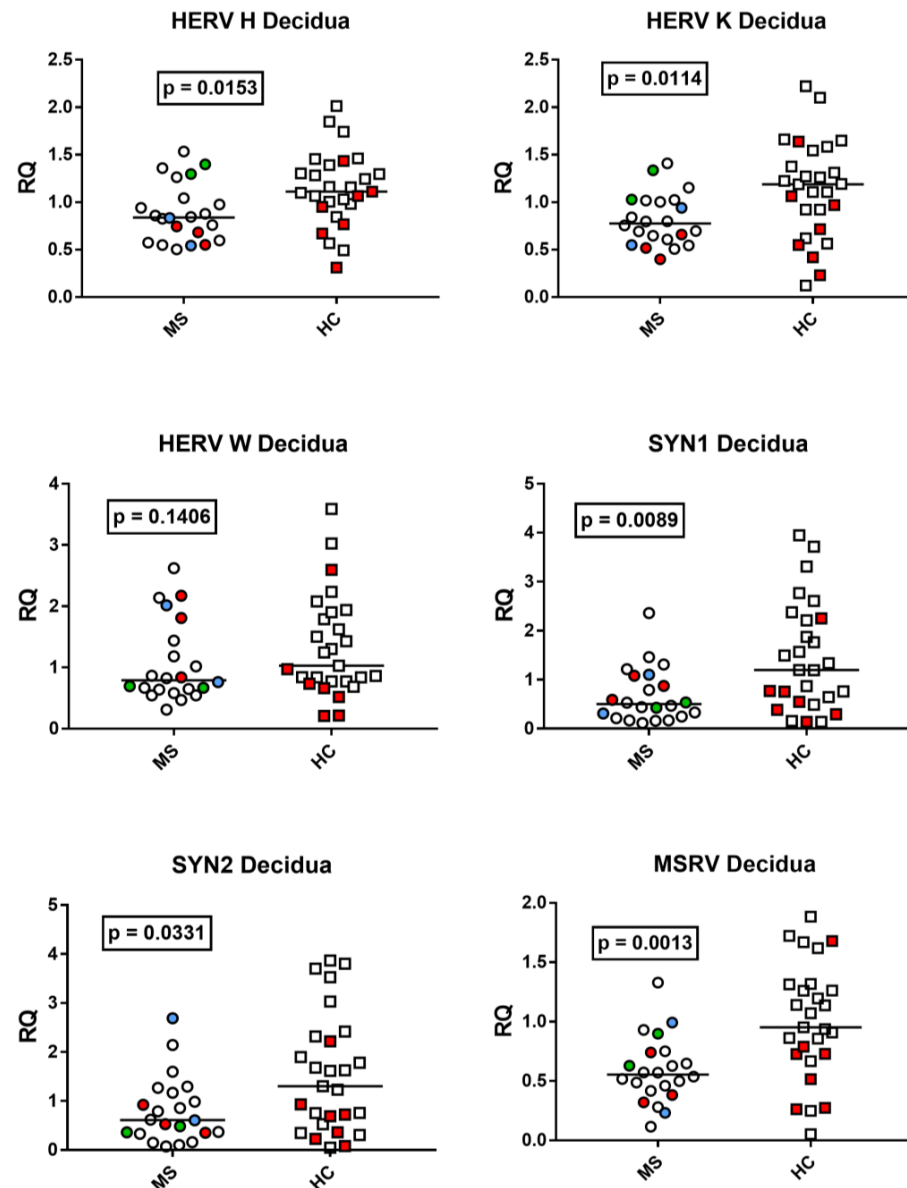 HERV H Decidua
p = 0.0153
RQ
2.5
2.0
1.5
1.0
0.5
0.0
MS
HC
HERV K Decidua
p = 0.0114
2.5
2.0
1.5
1.0
0.5
0.0
RQ
MS
HC
HERV W Decidua
p = 0.1406
4
3
2
1
0
RQ
MS
HC
SYN1 Decidua
p = 0.0089
5
4
3
2
1
0
RQ
MS
HC
SYN2 Decidua
p = 0.0331
5
4
3
2
1
0
RQ
MS
HC
MSRV Decidua
p = 0.0013
2.0
1.5
1.0
0.5
0.0
RQ
MS
HC